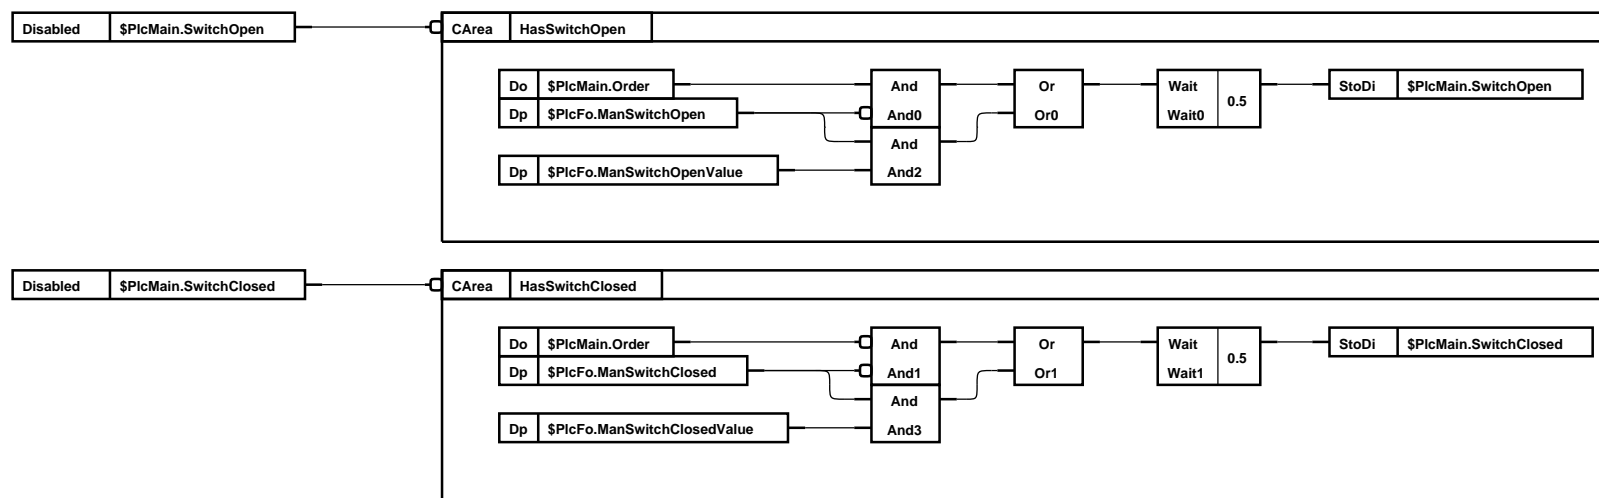 Disabled $PlcMain.SwitchOpen CArea HasSwitchOpen
Do $PlcMain.Order And Or Wait 0.5 StoDi $PlcMain.SwitchOpen
Dp $PlcFo.ManSwitchOpen And0 Or0 Wait0
And
Dp $PlcFo.ManSwitchOpenValue And2
Disabled $PlcMain.SwitchClosed CArea HasSwitchClosed
Do $PlcMain.Order And Or Wait 0.5 StoDi $PlcMain.SwitchClosed
Dp $PlcFo.ManSwitchClosed And1 Or1 Wait1
And
Dp $PlcFo.ManSwitchClosedValue And3